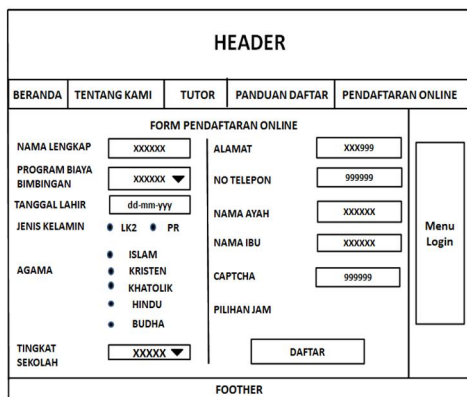 HEADER
BERANDA TENTANG KAMI TUTOR PANDUAN DAFTAR PENDAFTARAN ONLINE
FORM PENDAFTARAN ONLINE
NAMA LENGKAP XXXXXX
PROGRAM BIAYA
BIMBINGAN XXXXXX
TANGGAL LAHIR dd-mm-yyy
JENIS KELAMIN LK2 PR
AGAMA
ISLAM
KRISTEN
KHATOLIK
HINDU
BUDHA
TINGKAT
SEKOLAH XXXXX
ALAMAT XXX999
NO TELEPON 999999
NAMA AYAH XXXXXX
NAMA IBU XXXXXX
CAPTCHA 999999
PILIHAN JAM
DAFTAR
Menu
Login
FOOTHER